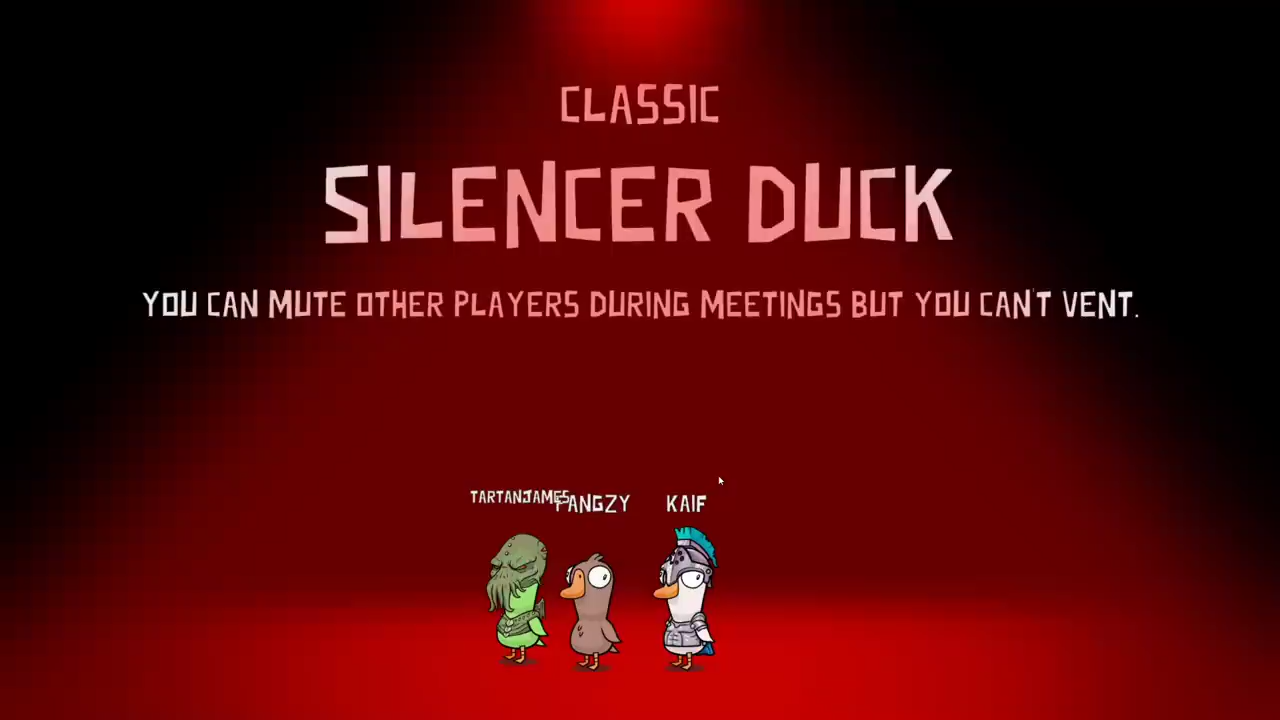 CLASSIC
SILENCER DUCK
YOU CAN MUTE OTHER PLAYERS DURING MEETINGS BUT YOU CAN'T VENT.
TARTANJAMES FANGZY KAIF